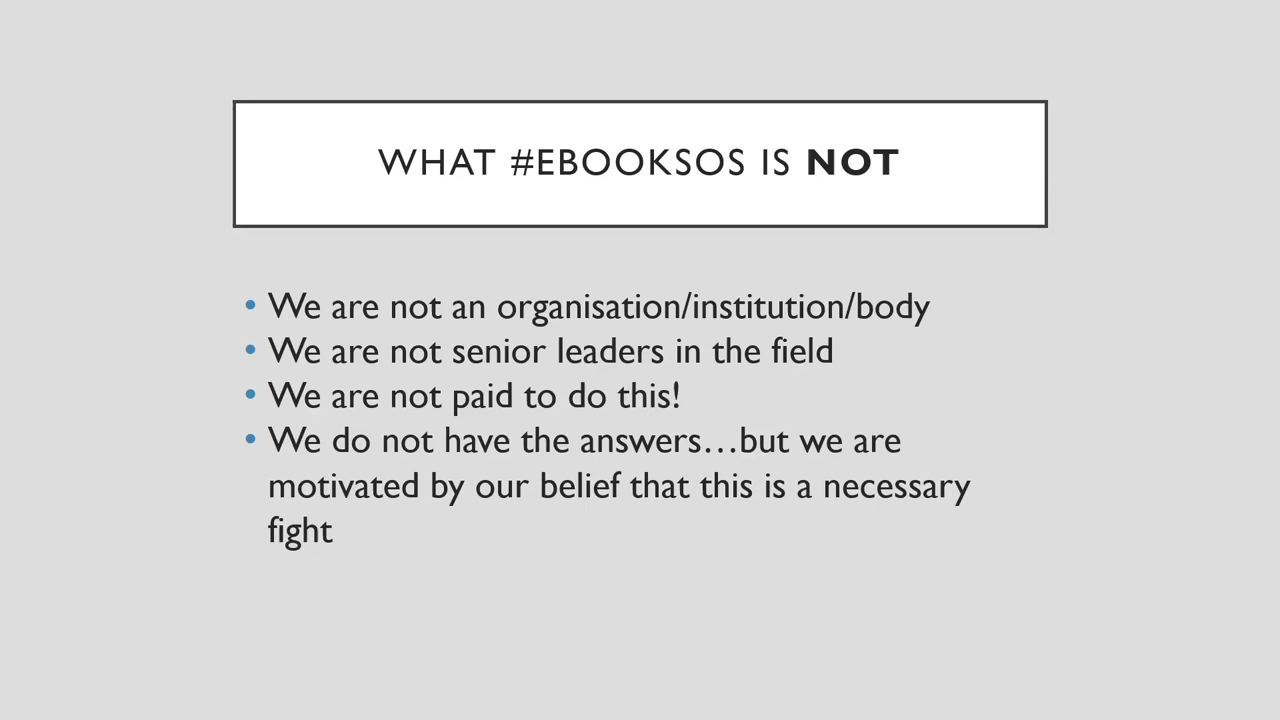 WHAT #EBOOKSOS IS NOT
• We are not an organisation/institution/body
• We are not senior leaders in the field
• We are not paid to do this!
• We do not have the answers…but we are
motivated by our belief that this is a necessary
fight